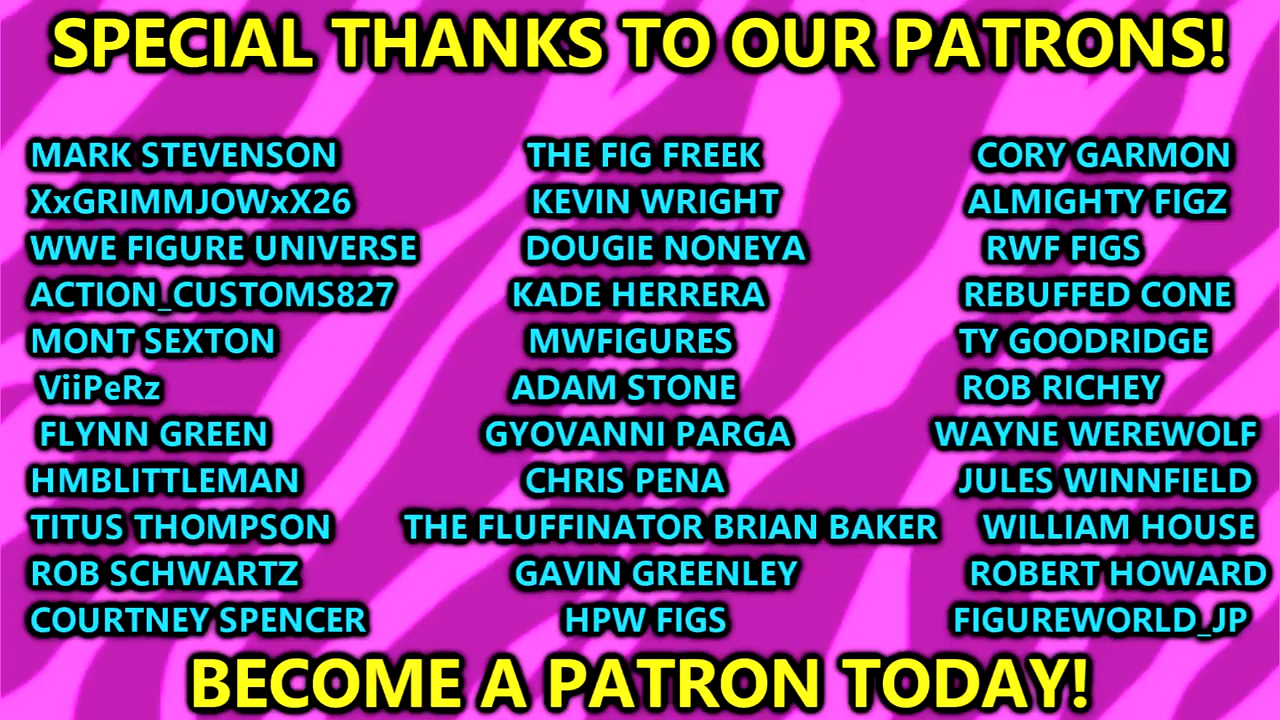 SPECIAL THANKS TO OUR PATRONS!
MARK STEVENSON THE FIG FREEK CORY GARMON
XxGRIMMJOWxX26 KEVIN WRIGHT ALMIGHTY FIGZ
WWE FIGURE UNIVERSE DOUGIE NONEYA RWF FIGS
ACTION_CUSTOMS827 KADE HERRERA REBUFFED CONE
MONT SEXTON MWFIGURES TY GOODRIDGE
ViiPeRz ADAM STONE ROB RICHEY
FLYNN GREEN GYOVANNI PARGA WAYNE WEREWOLF
HMBLITTLEMAN CHRIS PENA JULES WINNFIELD
TITUS THOMPSON THE FLUFFINATOR BRIAN BAKER WILLIAM HOUSE
ROB SCHWARTZ GAVIN GREENLEY ROBERT HOWARD
COURTNEY SPENCER HPW FIGS FIGUREWORLD_JP
BECOME A PATRON TODAY!